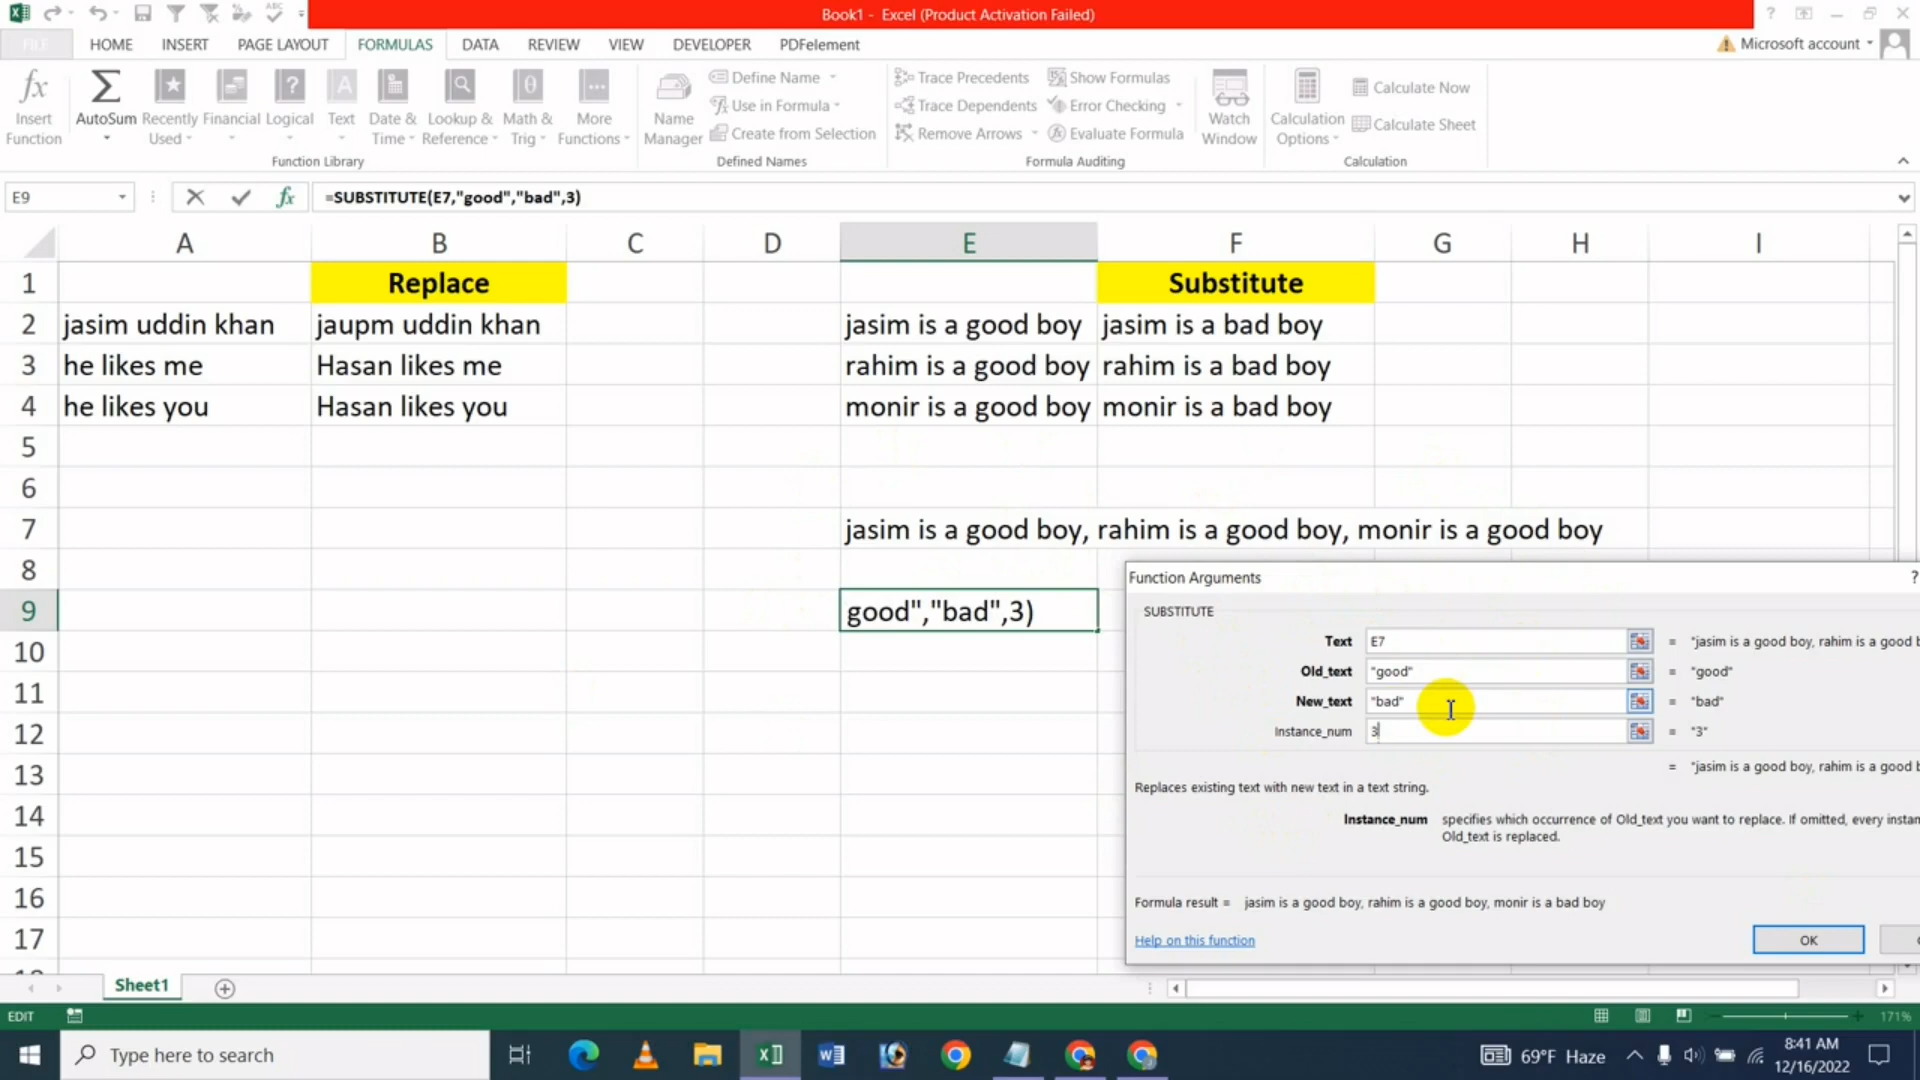 Book1 - Excel (Product Activation Failed)
FILE HOME INSERT PAGE LAYOUT FORMULAS DATA REVIEW VIEW DEVELOPER PDFelement Microsoft account
Insert Function AutoSum Recently Used Financial Logical Text Date & Time Lookup & Reference Math & Trig More Functions
Function Library
Name Manager Define Name
Use in Formula
Create from Selection
Defined Names
Trace Precedents Show Formulas
Trace Dependents Error Checking
Remove Arrows Evaluate Formula
Watch Window
Formula Auditing
Calculation Options Calculate Now
Calculate Sheet
Calculation
E9 fx =SUBSTITUTE(E7,"good","bad",3)
A B C D E F G H I
1 Replace Substitute
2 jasim uddin khan jaupm uddin khan jasim is a good boy jasim is a bad boy
3 he likes me Hasan likes me rahim is a good boy rahim is a bad boy
4 he likes you Hasan likes you monir is a good boy monir is a bad boy
5
6
7 jasim is a good boy, rahim is a good boy, monir is a good boy
8
9 good","bad",3)
10
11
12
13
14
15
16
17
Function Arguments ?
SUBSTITUTE
Text E7 = "jasim is a good boy, rahim is a good b
Old_text "good" = "good"
New_text "bad" = "bad"
Instance_num 3 = "3"
= "jasim is a good boy, rahim is a good b
Replaces existing text with new text in a text string.
Instance_num specifies which occurrence of Old_text you want to replace. If omitted, every instan
Old_text is replaced.
Formula result = jasim is a good boy, rahim is a good boy, monir is a bad boy
Help on this function OK
Sheet1
EDIT 171%
Type here to search 69°F Haze 8:41 AM
12/16/2022